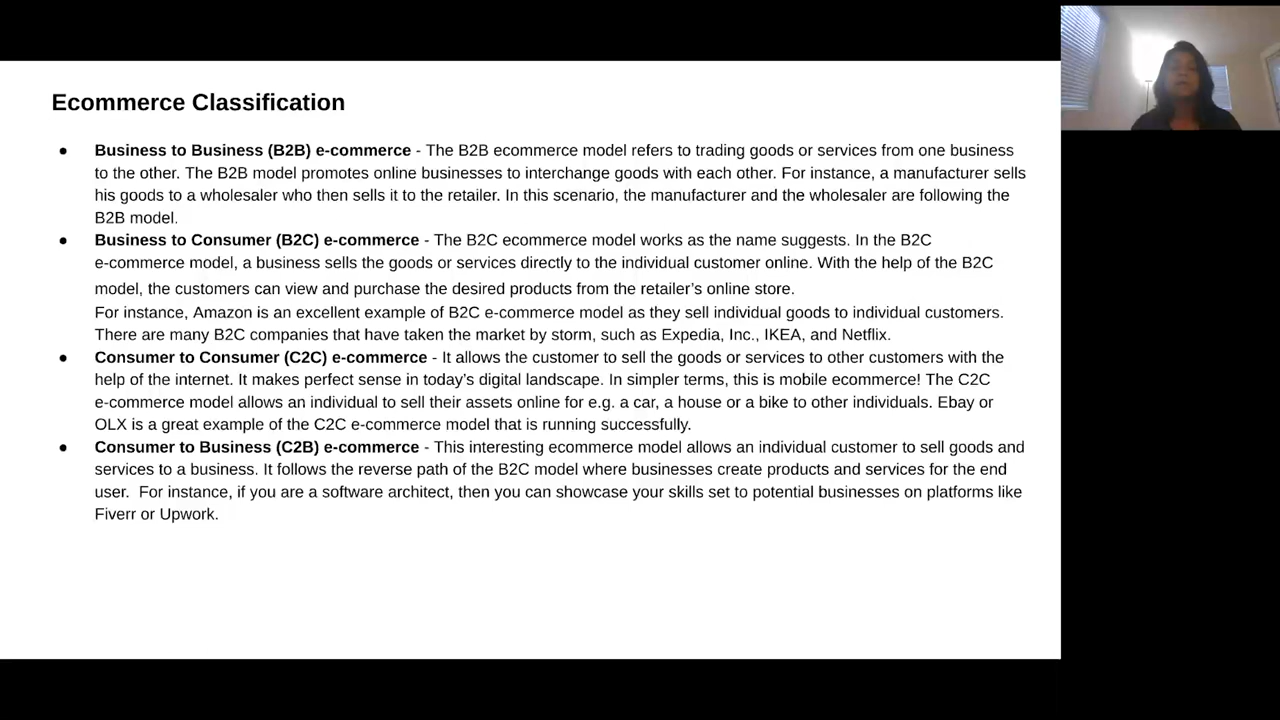 Ecommerce Classification
● Business to Business (B2B) e-commerce - The B2B ecommerce model refers to trading goods or services from one business
to the other. The B2B model promotes online businesses to interchange goods with each other. For instance, a manufacturer sells
his goods to a wholesaler who then sells it to the retailer. In this scenario, the manufacturer and the wholesaler are following the
B2B model.
● Business to Consumer (B2C) e-commerce - The B2C ecommerce model works as the name suggests. In the B2C
e-commerce model, a business sells the goods or services directly to the individual customer online. With the help of the B2C
model, the customers can view and purchase the desired products from the retailer’s online store.
For instance, Amazon is an excellent example of B2C e-commerce model as they sell individual goods to individual customers.
There are many B2C companies that have taken the market by storm, such as Expedia, Inc., IKEA, and Netflix.
● Consumer to Consumer (C2C) e-commerce - It allows the customer to sell the goods or services to other customers with the
help of the internet. It makes perfect sense in today’s digital landscape. In simpler terms, this is mobile ecommerce! The C2C
e-commerce model allows an individual to sell their assets online for e.g. a car, a house or a bike to other individuals. Ebay or
OLX is a great example of the C2C e-commerce model that is running successfully.
● Consumer to Business (C2B) e-commerce - This interesting ecommerce model allows an individual customer to sell goods and
services to a business. It follows the reverse path of the B2C model where businesses create products and services for the end
user.  For instance, if you are a software architect, then you can showcase your skills set to potential businesses on platforms like
Fiverr or Upwork.